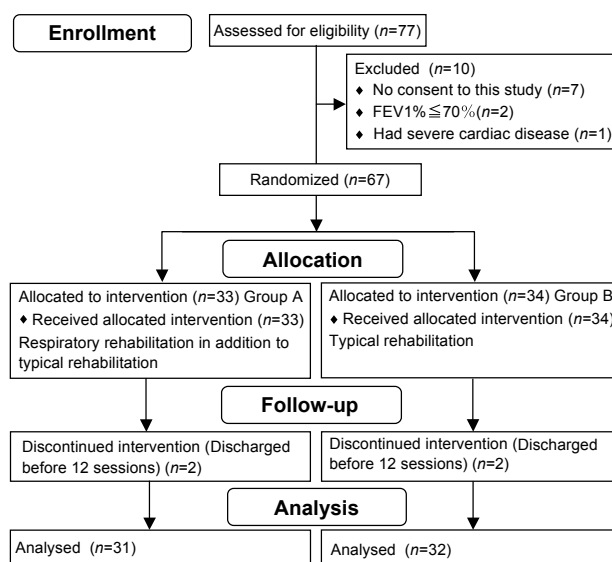 Enrollment
Assessed for eligibility (n=77)
Excluded (n=10)
♦ No consent to this study (n=7)
♦ FEV1%≦70%(n=2)
♦ Had severe cardiac disease (n=1)
Randomized (n=67)
Allocation
Allocated to intervention (n=33) Group A
♦ Received allocated intervention (n=33)
Respiratory rehabilitation in addition to
typical rehabilitation
Allocated to intervention (n=34) Group B
♦ Received allocated intervention (n=34)
Typical rehabilitation
Follow-up
Discontinued intervention (Discharged
before 12 sessions) (n=2)
Discontinued intervention (Discharged
before 12 sessions) (n=2)
Analysis
Analysed (n=31)
Analysed (n=32)